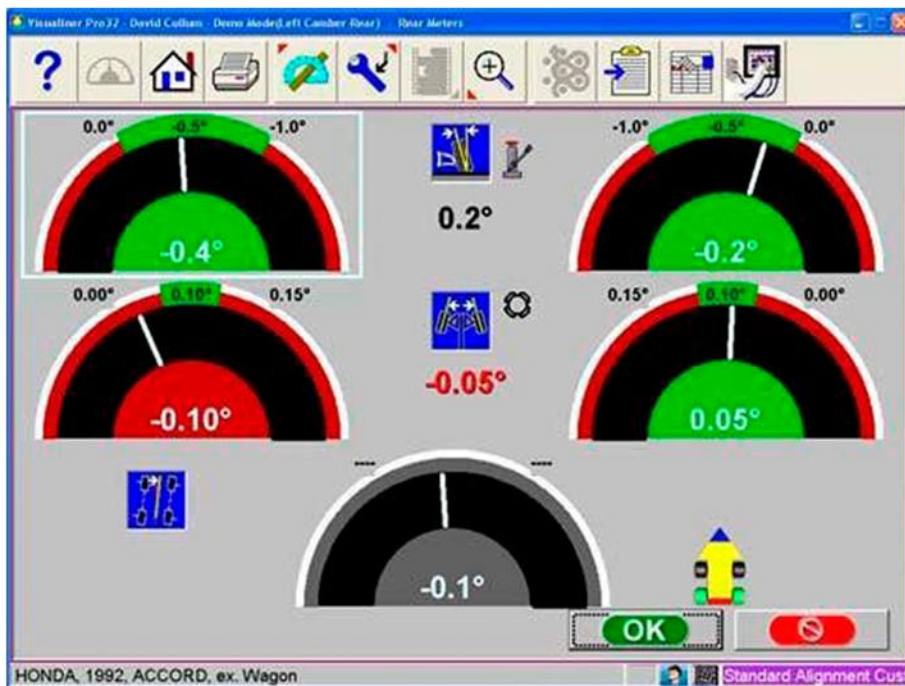 Visualiner Pro32 - David Cullum - Demo Mode(Left Camber-Rear) - Rear Meters
?
0.0° -0.5° -1.0°
-1.0° -0.5° 0.0°
-0.4°
0.2°
-0.2°
0.00° 0.10° 0.15°
0.15° 0.10° 0.00°
-0.10°
-0.05°
0.05°
---- ----
-0.1°
OK
HONDA, 1992, ACCORD, ex. Wagon
Standard Alignment Cust